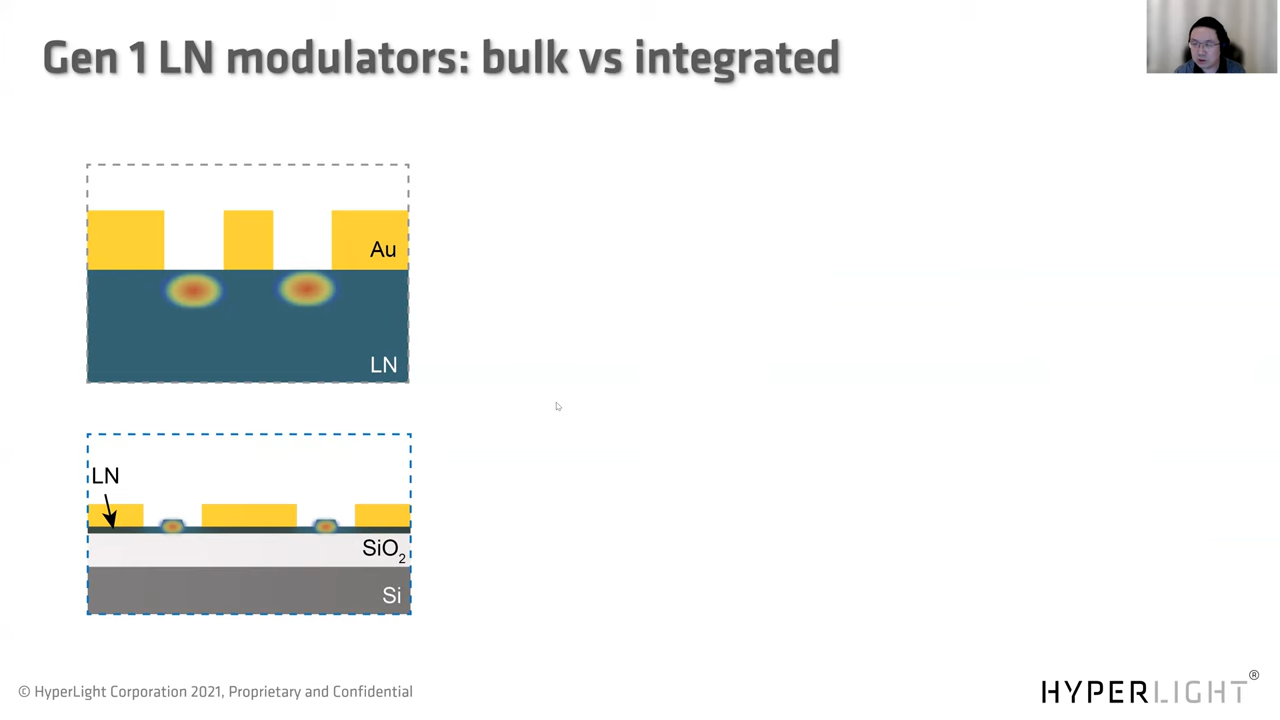 Gen 1 LN modulators: bulk vs integrated
Au
LN
LN
SiO₂
Si
© HyperLight Corporation 2021, Proprietary and Confidential
HYPERLIGHT®